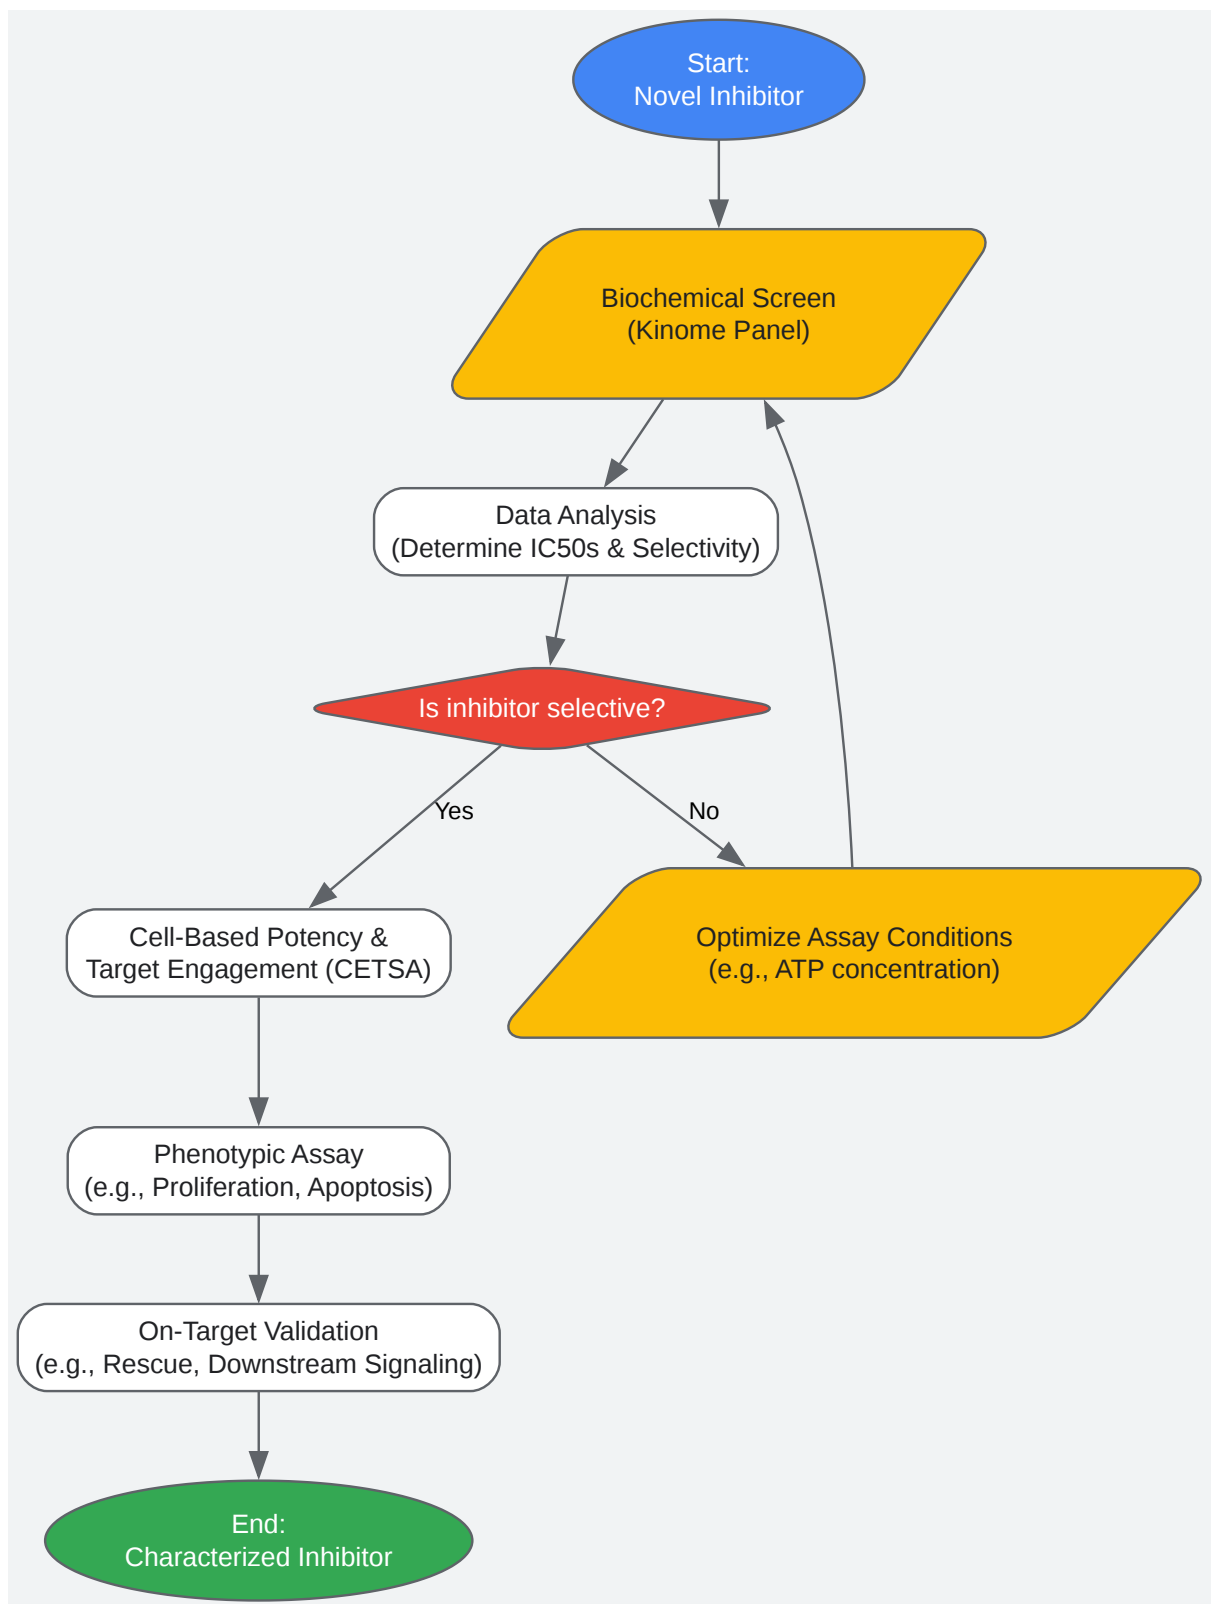 Start:
Novel Inhibitor
Biochemical Screen
(Kinome Panel)
Data Analysis
(Determine IC50s & Selectivity)
Is inhibitor selective?
Yes
No
Cell-Based Potency &
Target Engagement (CETSA)
Optimize Assay Conditions
(e.g., ATP concentration)
Phenotypic Assay
(e.g., Proliferation, Apoptosis)
On-Target Validation
(e.g., Rescue, Downstream Signaling)
End:
Characterized Inhibitor